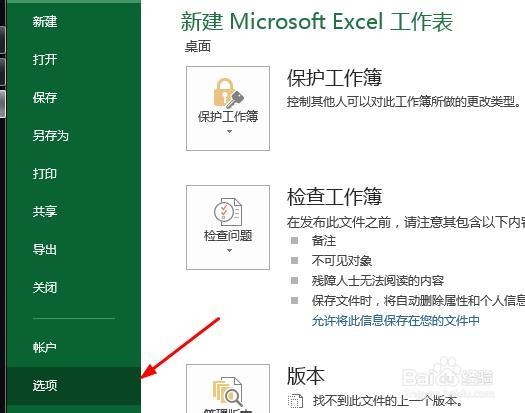 新建
打开
保存
另存为
打印
共享
导出
关闭
帐户
选项
新建 Microsoft Excel 工作表
桌面
保护工作簿
保护工作簿
控制其他人可以对此工作簿所做的更改类型。
检查问题
检查工作簿
在发布此文件之前，请注意其包含以下内容
备注
不可见对象
残障人士无法阅读的内容
保存文件时，将自动删除属性和个人信息
允许将此信息保存在您的文件中
管理版本
版本
找不到此文件的上一个版本。
Baidu 经验